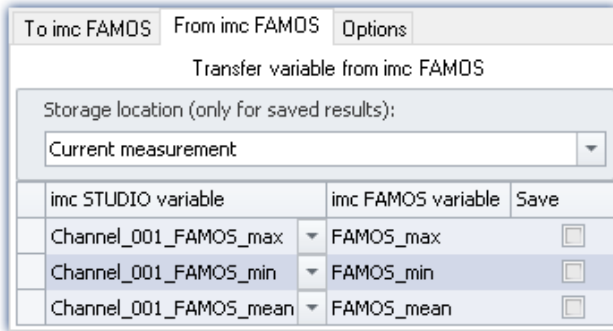 To imc FAMOS From imc FAMOS Options
Transfer variable from imc FAMOS
Storage location (only for saved results):
Current measurement
imc STUDIO variable imc FAMOS variable Save
Channel_001_FAMOS_max FAMOS_max
Channel_001_FAMOS_min FAMOS_min
Channel_001_FAMOS_mean FAMOS_mean